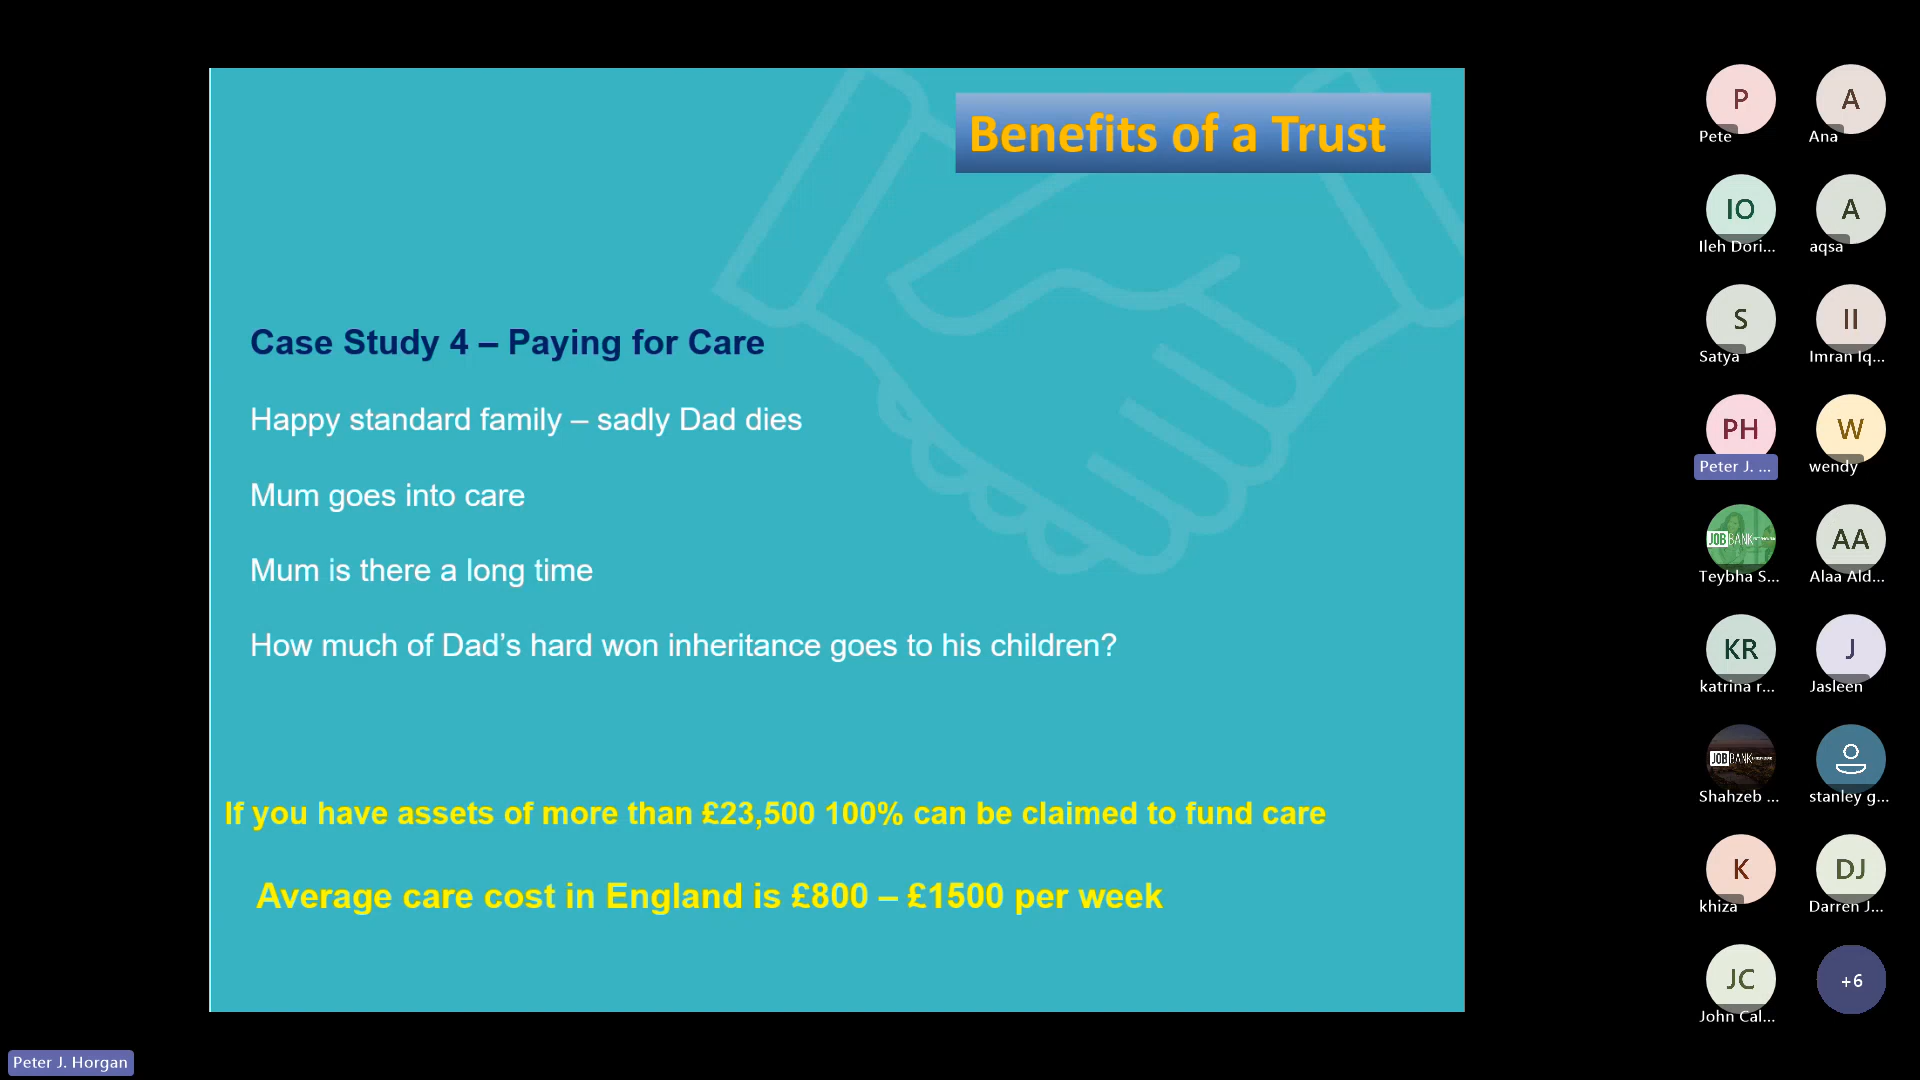 Benefits of a Trust
Case Study 4 – Paying for Care
Happy standard family – sadly Dad dies
Mum goes into care
Mum is there a long time
How much of Dad's hard won inheritance goes to his children?
If you have assets of more than £23,500 100% can be claimed to fund care
Average care cost in England is £800 – £1500 per week
P
Pete
A
Ana
IO
Ileh Dori...
A
aqsa
S
Satya
II
Imran Iq...
PH
Peter J. ...
W
wendy
JOB BANK
Teybha S...
AA
Alaa Ald...
KR
katrina r...
J
Jasleen
JOB BANK
Shahzeb ...
stanley g...
K
khiza
DJ
Darren J...
JC
John Cal...
+6
Peter J. Horgan